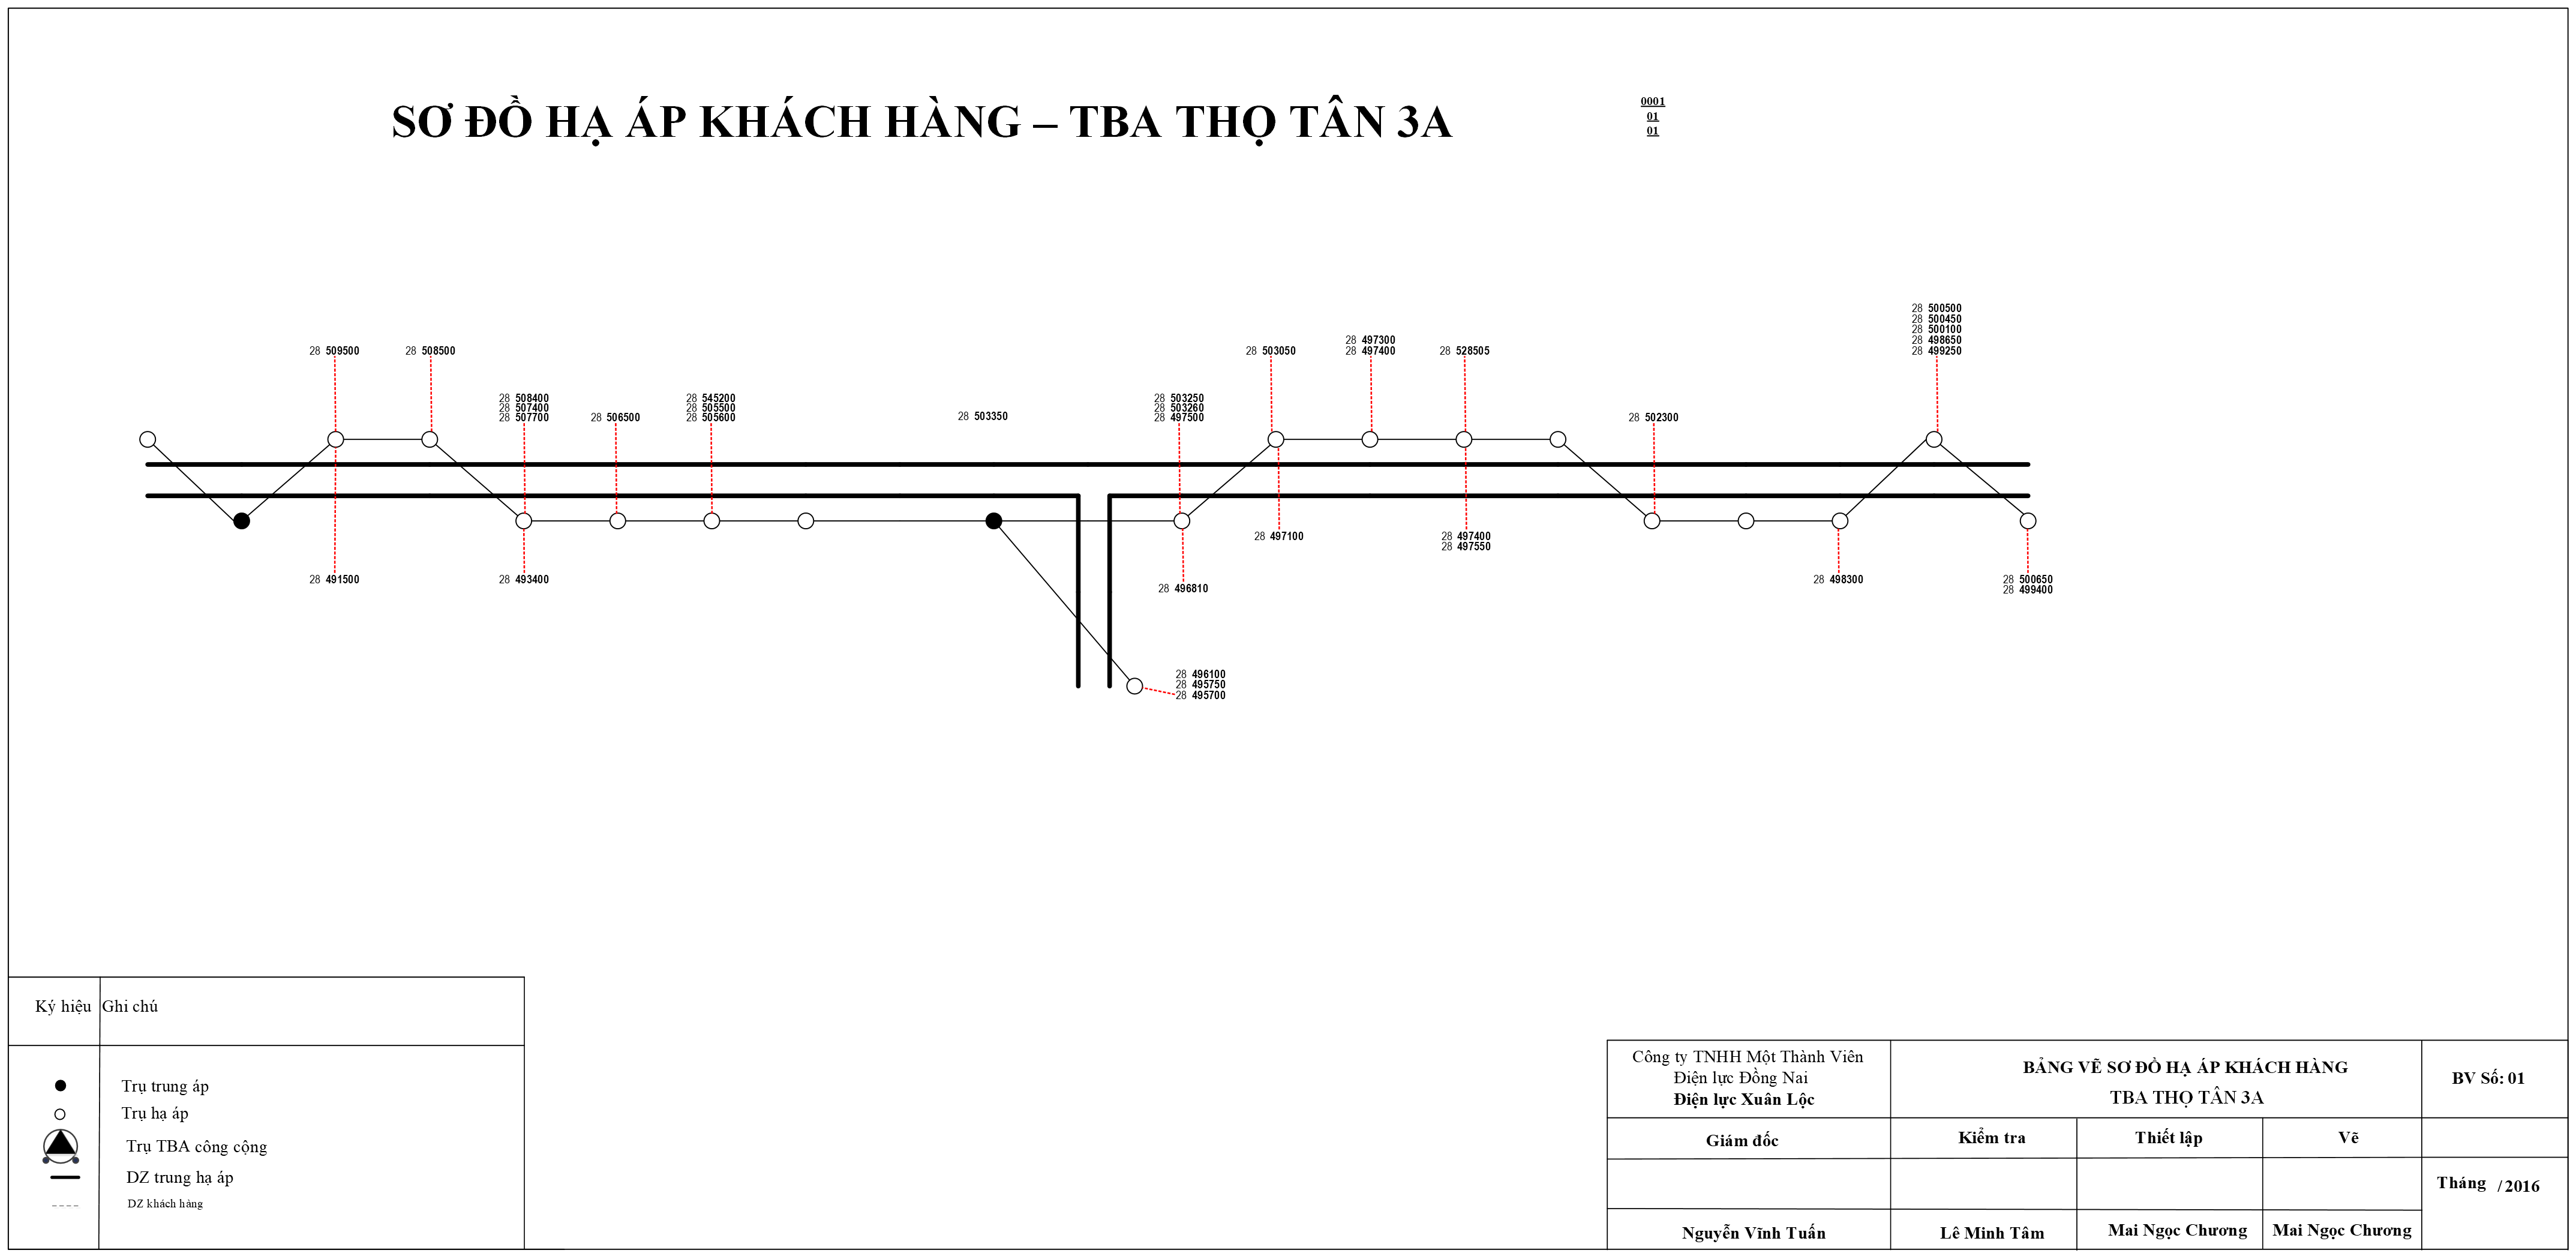 SƠ ĐỒ HẠ ÁP KHÁCH HÀNG – TBA THỌ TÂN 3A
0001
01
01
28 500500
28 500450
28 500100
28 498650
28 499250
28 497300
28 497400
28 509500
28 508500
28 503050
28 528505
28 508400
28 507400
28 507700
28 506500
28 545200
28 505500
28 505600
28 503350
28 503250
28 503260
28 497500
28 502300
28 497100
28 497400
28 497550
28 491500
28 493400
28 496810
28 498300
28 500650
28 499400
28 496100
28 495750
28 495700
Ký hiệu Ghi chú
Trụ trung áp
Trụ hạ áp
Trụ TBA công cộng
DZ trung hạ áp
DZ khách hàng
Công ty TNHH Một Thành Viên
Điện lực Đồng Nai
Điện lực Xuân Lộc
BẢNG VẼ SƠ ĐỒ HẠ ÁP KHÁCH HÀNG
TBA THỌ TÂN 3A
BV Số: 01
Giám đốc Kiểm tra Thiết lập Vẽ
Tháng / 2016
Nguyễn Vĩnh Tuấn Lê Minh Tâm Mai Ngọc Chương Mai Ngọc Chương